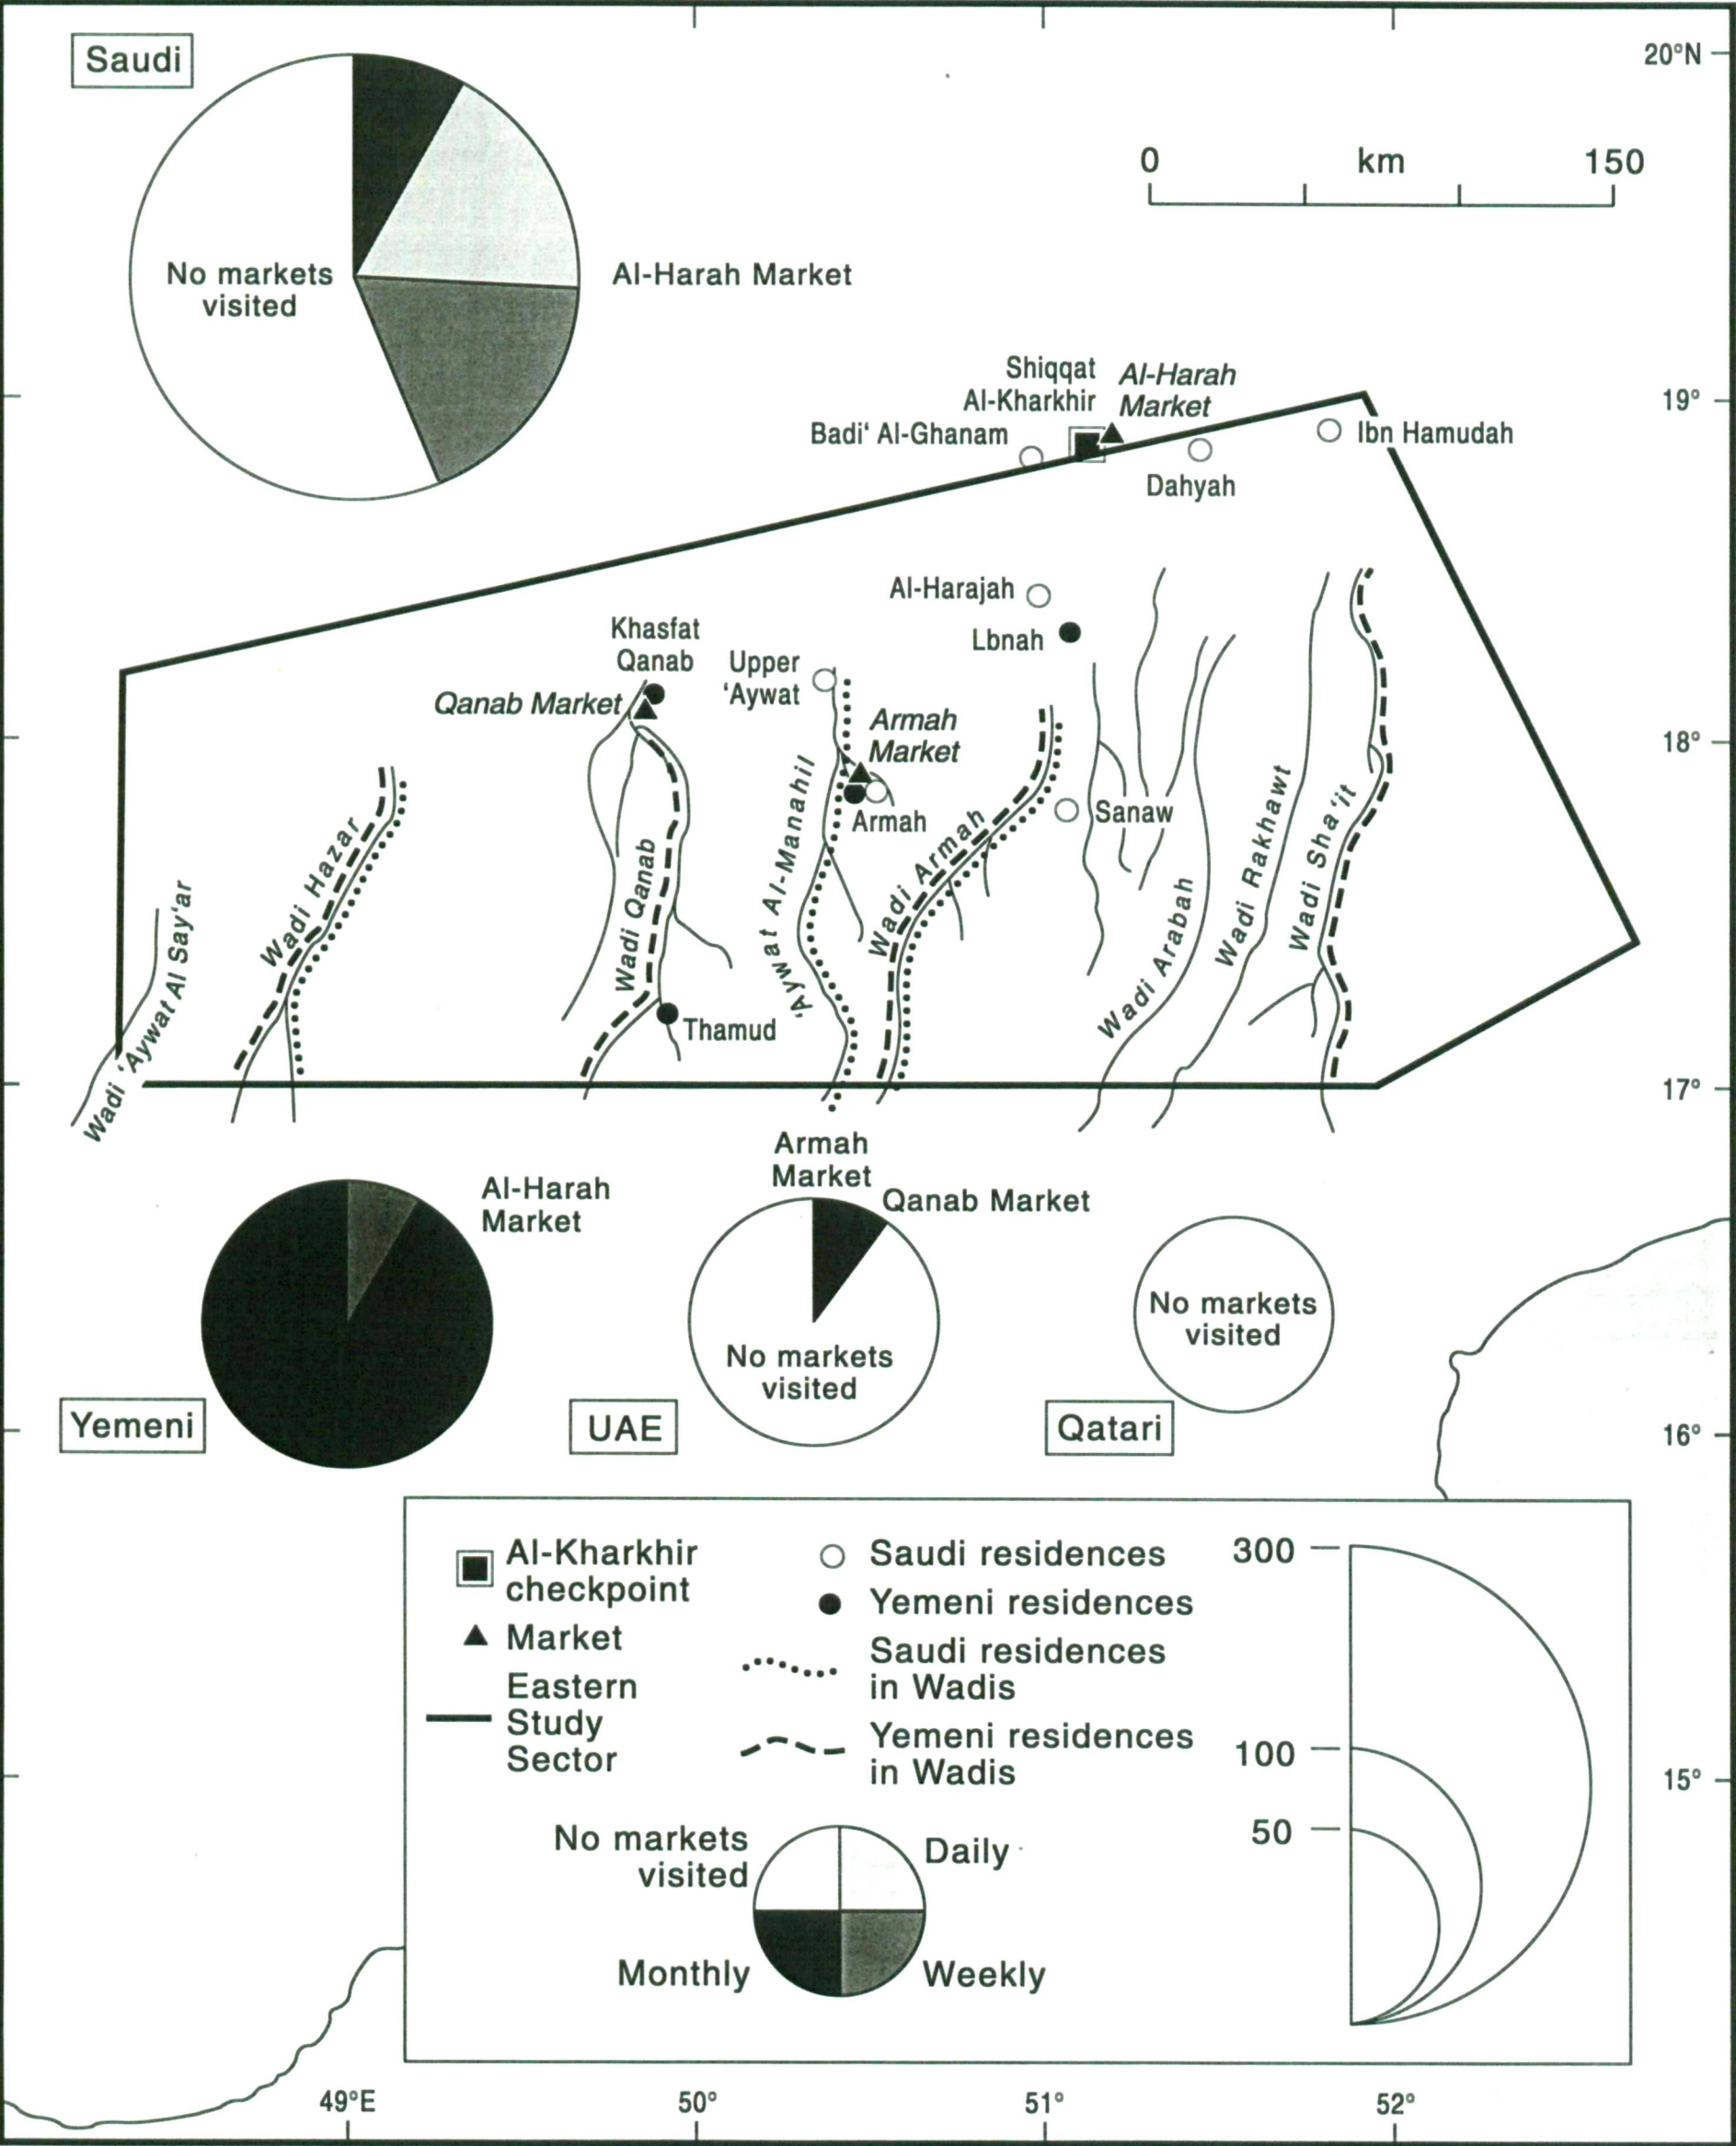 Saudi
20°N
0 km 150
No markets
visited
Al-Harah Market
Shiqqat
Al-Kharkhir
Al-Harah
Market
19°
Badi‘ Al-Ghanam
Ibn Hamudah
Dahyah
Al-Harajah
Lbnah
Khasfat
Qanab
Upper
‘Aywat
Qanab Market
Armah
Market
18°
Armah
Sanaw
Wadi ‘Aywat Al Say‘ar
Wadi Hazar
Wadi Qanab
‘Aywat Al-Manahil
Wadi Armah
Wadi Arabah
Wadi Rakhawt
Wadi Sha‘it
Thamud
17°
Armah
Market
Qanab Market
Al-Harah
Market
No markets
visited
No markets
visited
Yemeni
UAE
Qatari
16°
Al-Kharkhir
checkpoint
Market
Eastern
Study
Sector
Saudi residences
Yemeni residences
Saudi residences
in Wadis
Yemeni residences
in Wadis
300
100
50
15°
No markets
visited
Daily
Monthly
Weekly
49°E
50°
51°
52°